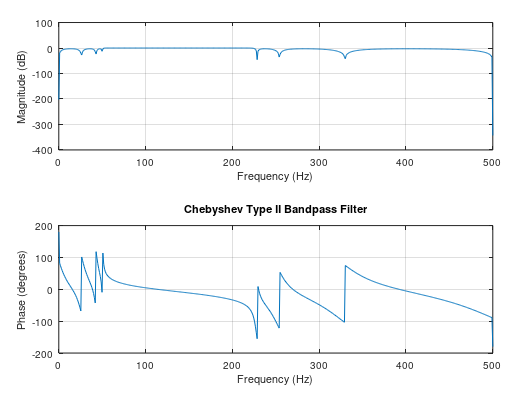 100
0
-100
-200
-300
-400
Magnitude (dB)
0 100 200 300 400 500
Frequency (Hz)
Chebyshev Type II Bandpass Filter
200
100
0
-100
-200
Phase (degrees)
0 100 200 300 400 500
Frequency (Hz)